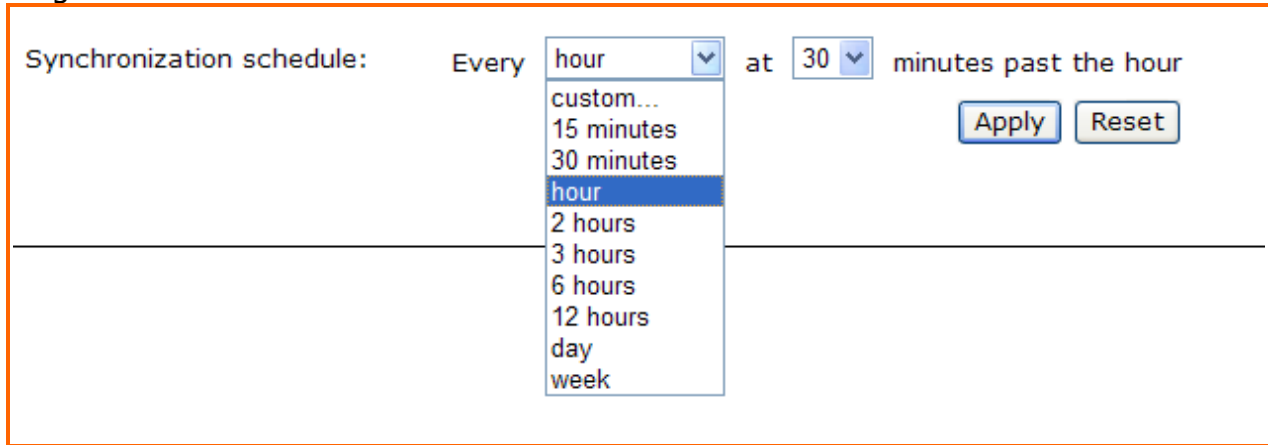 Synchronization schedule: Every hour at 30 minutes past the hour
custom...
15 minutes
Apply Reset
30 minutes
hour
2 hours
3 hours
6 hours
12 hours
day
week